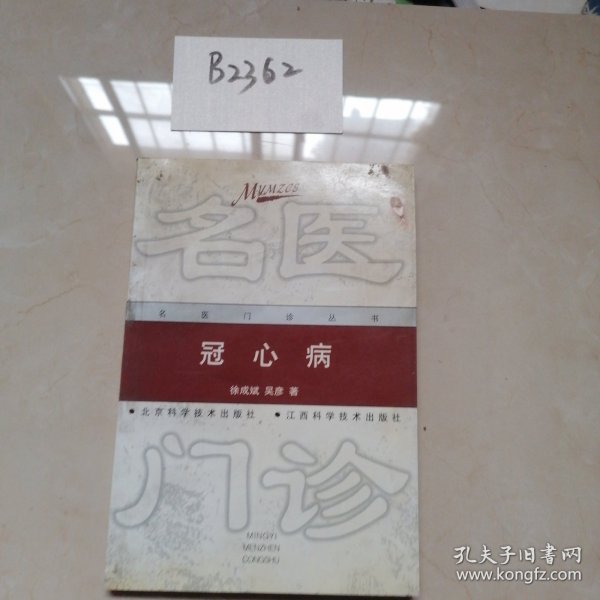 B2362
MYMZCS
名医
名医门诊丛书
冠心病
徐成斌 吴彦 著
• 北京科学技术出版社 • 江西科学技术出版社
门诊
MINGYI
MENZHEN
CONGSHU
孔夫子旧书网
www.kongfz.com